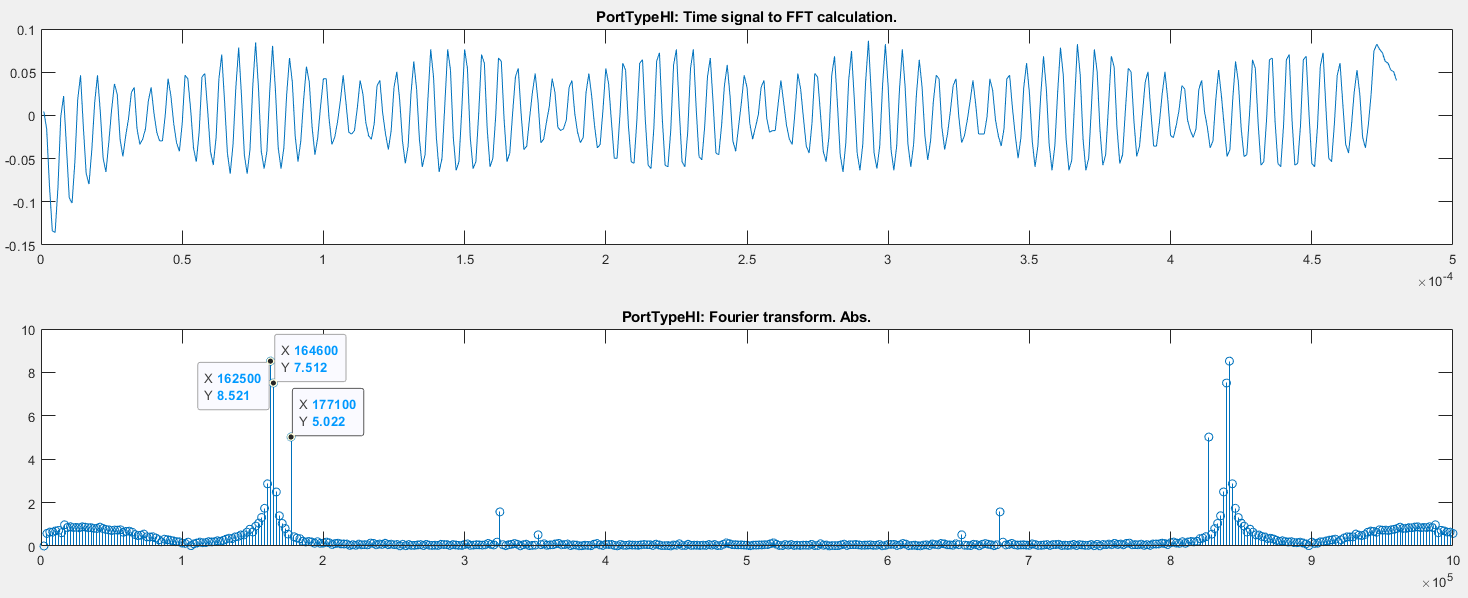 PortTypeHI: Time signal to FFT calculation.
0.1
0.05
0
-0.05
-0.1
-0.15
0 0.5 1 1.5 2 2.5 3 3.5 4 4.5 5
×10-4
PortTypeHI: Fourier transform. Abs.
10
8
6
4
2
0
X 164600
Y 7.512
X 162500
Y 8.521
X 177100
Y 5.022
0 1 2 3 4 5 6 7 8 9 10
×105